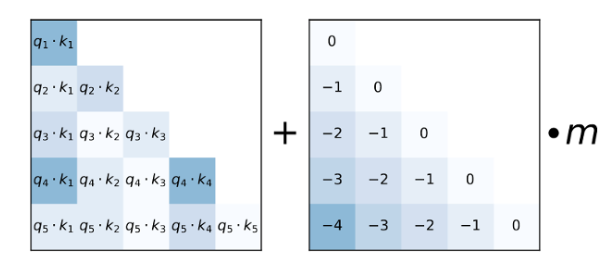 q₁·k₁ 0
q₂·k₁ q₂·k₂ −1 0
q₃·k₁ q₃·k₂ q₃·k₃ + −2 −1 0 •m
q₄·k₁ q₄·k₂ q₄·k₃ q₄·k₄ −3 −2 −1 0
q₅·k₁ q₅·k₂ q₅·k₃ q₅·k₄ q₅·k₅ −4 −3 −2 −1 0